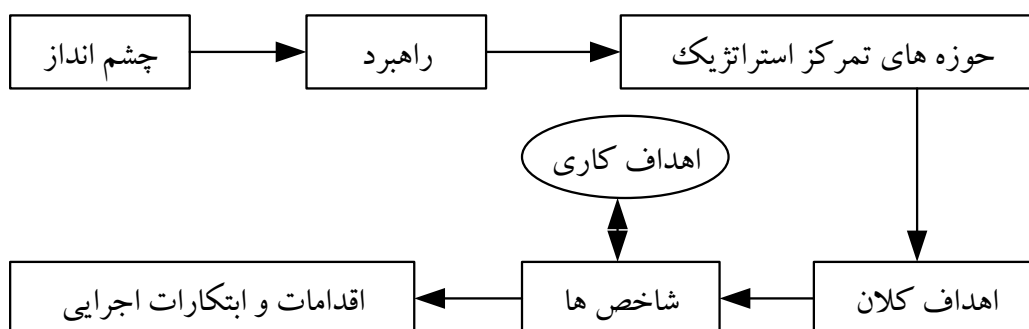 چشم انداز
راهبرد
حوزه های تمرکز استراتژیک
اهداف کاری
اهداف کلان
شاخص ها
اقدامات و ابتکارات اجرایی